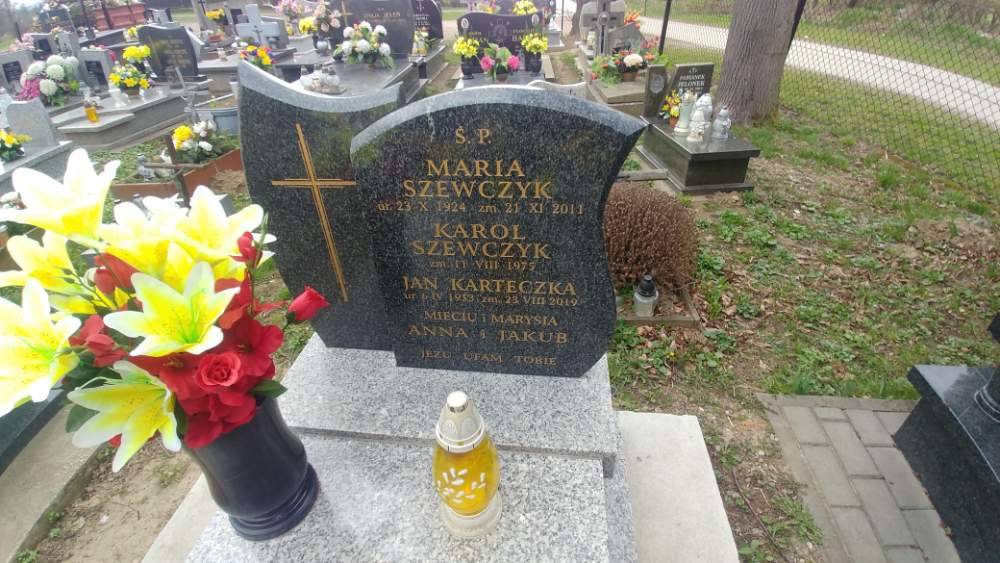 Ś. P.
MARIA
SZEWCZYK
ur. 23 X 1924 zm. 21 XI 2011
KAROL
SZEWCZYK
zm. 11 VIII 1975
JAN KARTECZKA
ur 1 IV 1953 zm. 23 VIII 2019
MIECIU i MARYSIA
ANNA i JAKUB
JEZU UFAM TOBIE
JELONEK